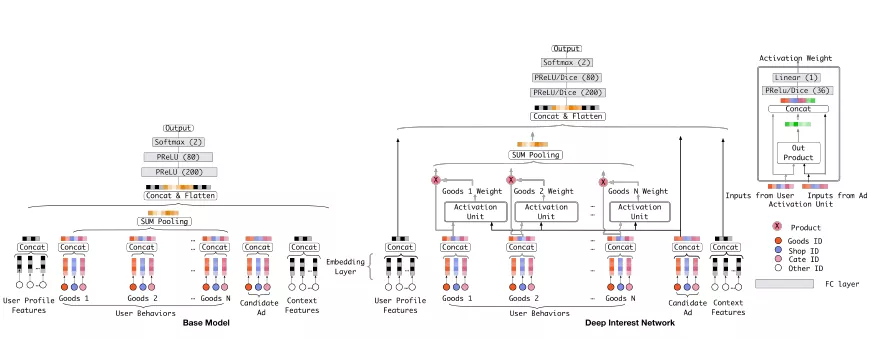 Output
Softmax (2)
PReLU (80)
PReLU (200)
Concat & Flatten
SUM Pooling
Concat
Concat
Concat
...
Concat
Concat
Concat
...
...
...
User Profile
Features
Goods 1
Goods 2
...
Goods N
Candidate
Ad
Context
Features
User Behaviors
Base Model
Embedding
Layer
Output
Softmax (2)
PReLU/Dice (80)
PReLU/Dice (200)
Concat & Flatten
SUM Pooling
X
X
X
Goods 1 Weight
Goods 2 Weight
Goods N Weight
Activation
Unit
Activation
Unit
...
Activation
Unit
Concat
Concat
Concat
...
Concat
Concat
Concat
...
...
...
User Profile
Features
Goods 1
Goods 2
...
Goods N
Candidate
Ad
Context
Features
User Behaviors
Deep Interest Network
Activation Weight
Linear (1)
PRelu/Dice (36)
Concat
Out
Product
Inputs from User
Inputs from Ad
Activation Unit
X
Product
Goods ID
Shop ID
Cate ID
Other ID
FC layer